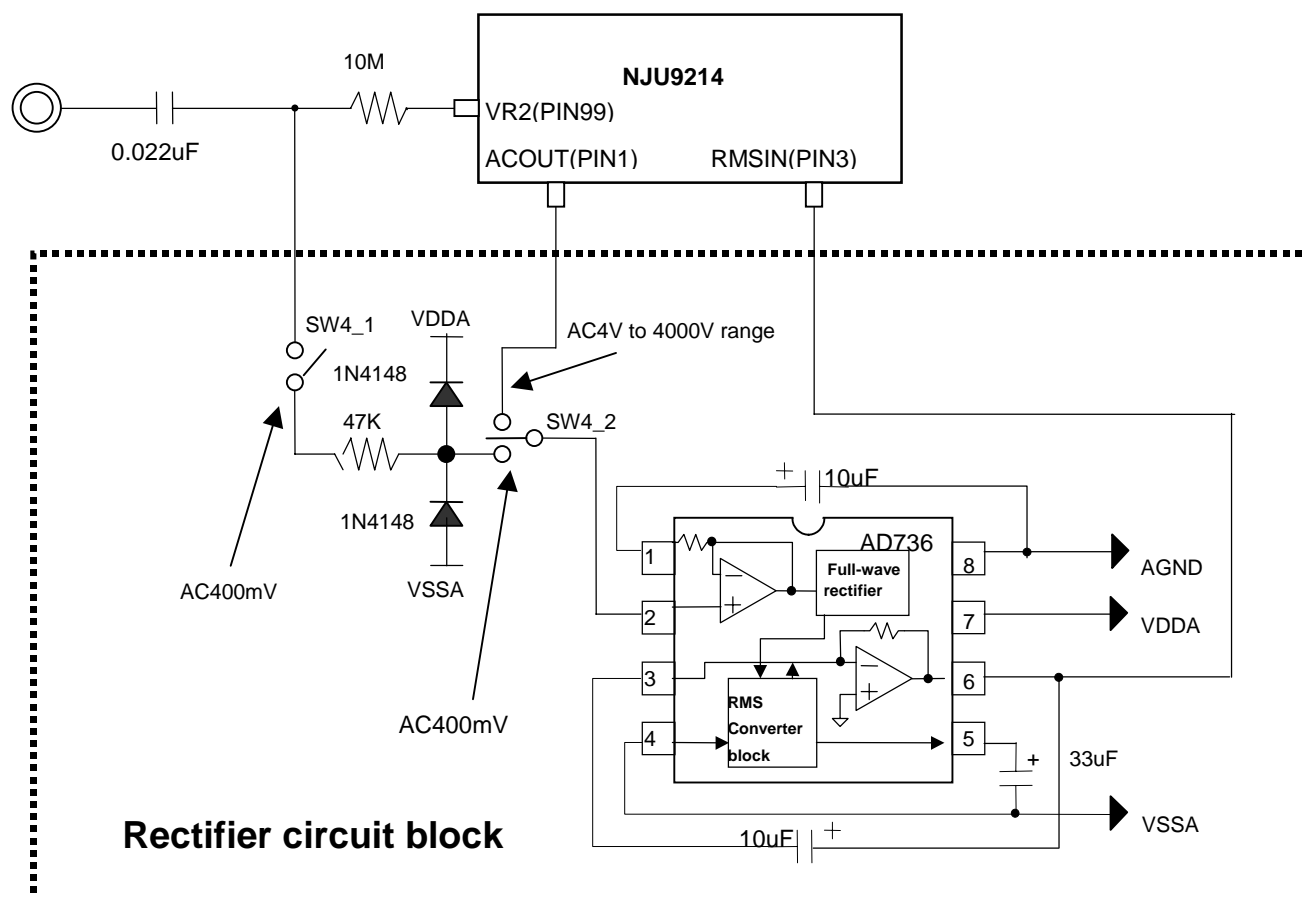 10M
NJU9214
VR2(PIN99)
0.022uF
ACOUT(PIN1)
RMSIN(PIN3)
SW4_1
VDDA
AC4V to 4000V range
1N4148
47K
SW4_2
1N4148
VSSA
AC400mV
AC400mV
+
10uF
AD736
1
8
AGND
Full-wave
rectifier
−
+
2
7
VDDA
3
6
−
+
RMS
Converter
block
4
5
+
33uF
VSSA
Rectifier circuit block
10uF
+